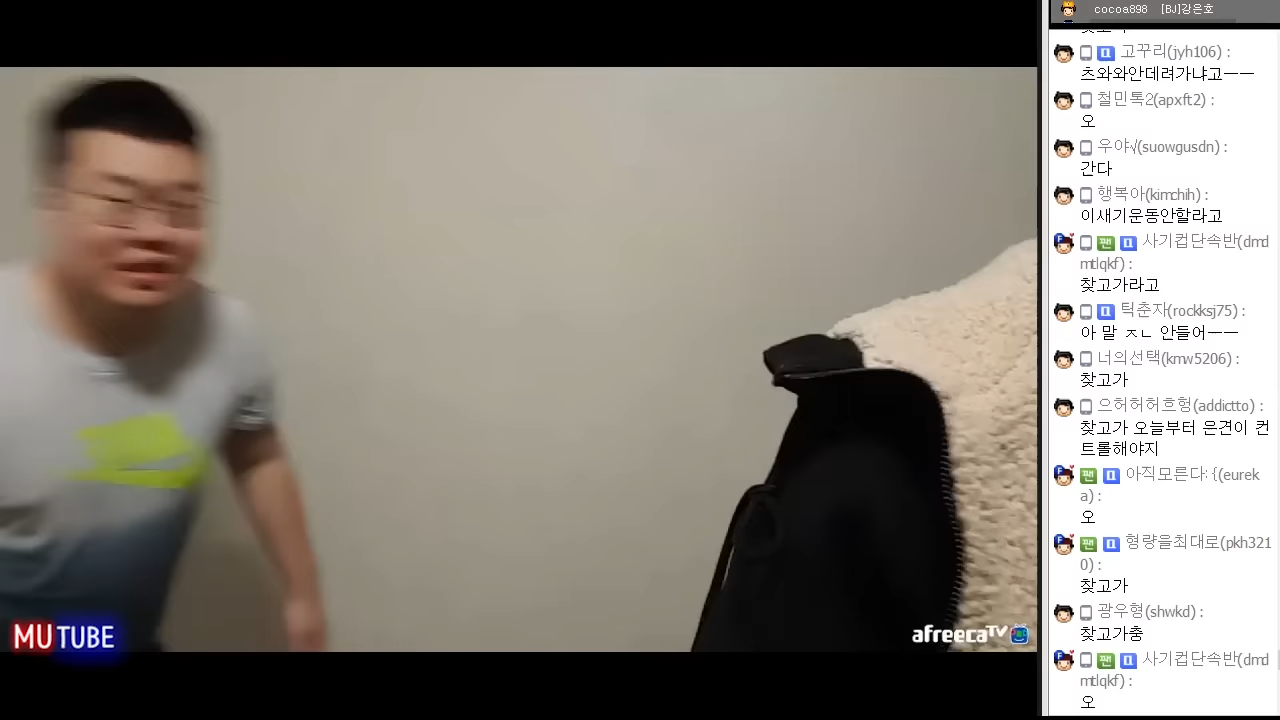 cocoa898 [BJ]강은호
고꾸리(jyh106) :
츠와와안데려가냐고ㅡㅡ
철민톡2(apxft2) :
오
우야√(suowgusdn) :
간다
행복아(kimchih) :
이새기운동안할라고
팬 사기컵단속반(dmd
mtlqkf) :
찾고가라고
틱춘자(rockksj75) :
아 말 ㅈㄴ 안들어ㅡㅡ
너의선택(kmw5206) :
찾고가
으허허허흐헝(addictto) :
찾고가 오늘부터 은견이 컨
트롤해야지
팬 아직모른다:{(eurek
a) :
오
팬 형량을최대로(pkh321
0) :
찾고가
광우형(shwkd) :
찾고가충
팬 사기컵단속반(dmd
mtlqkf) :
오
MUTUBE
afreecaTV